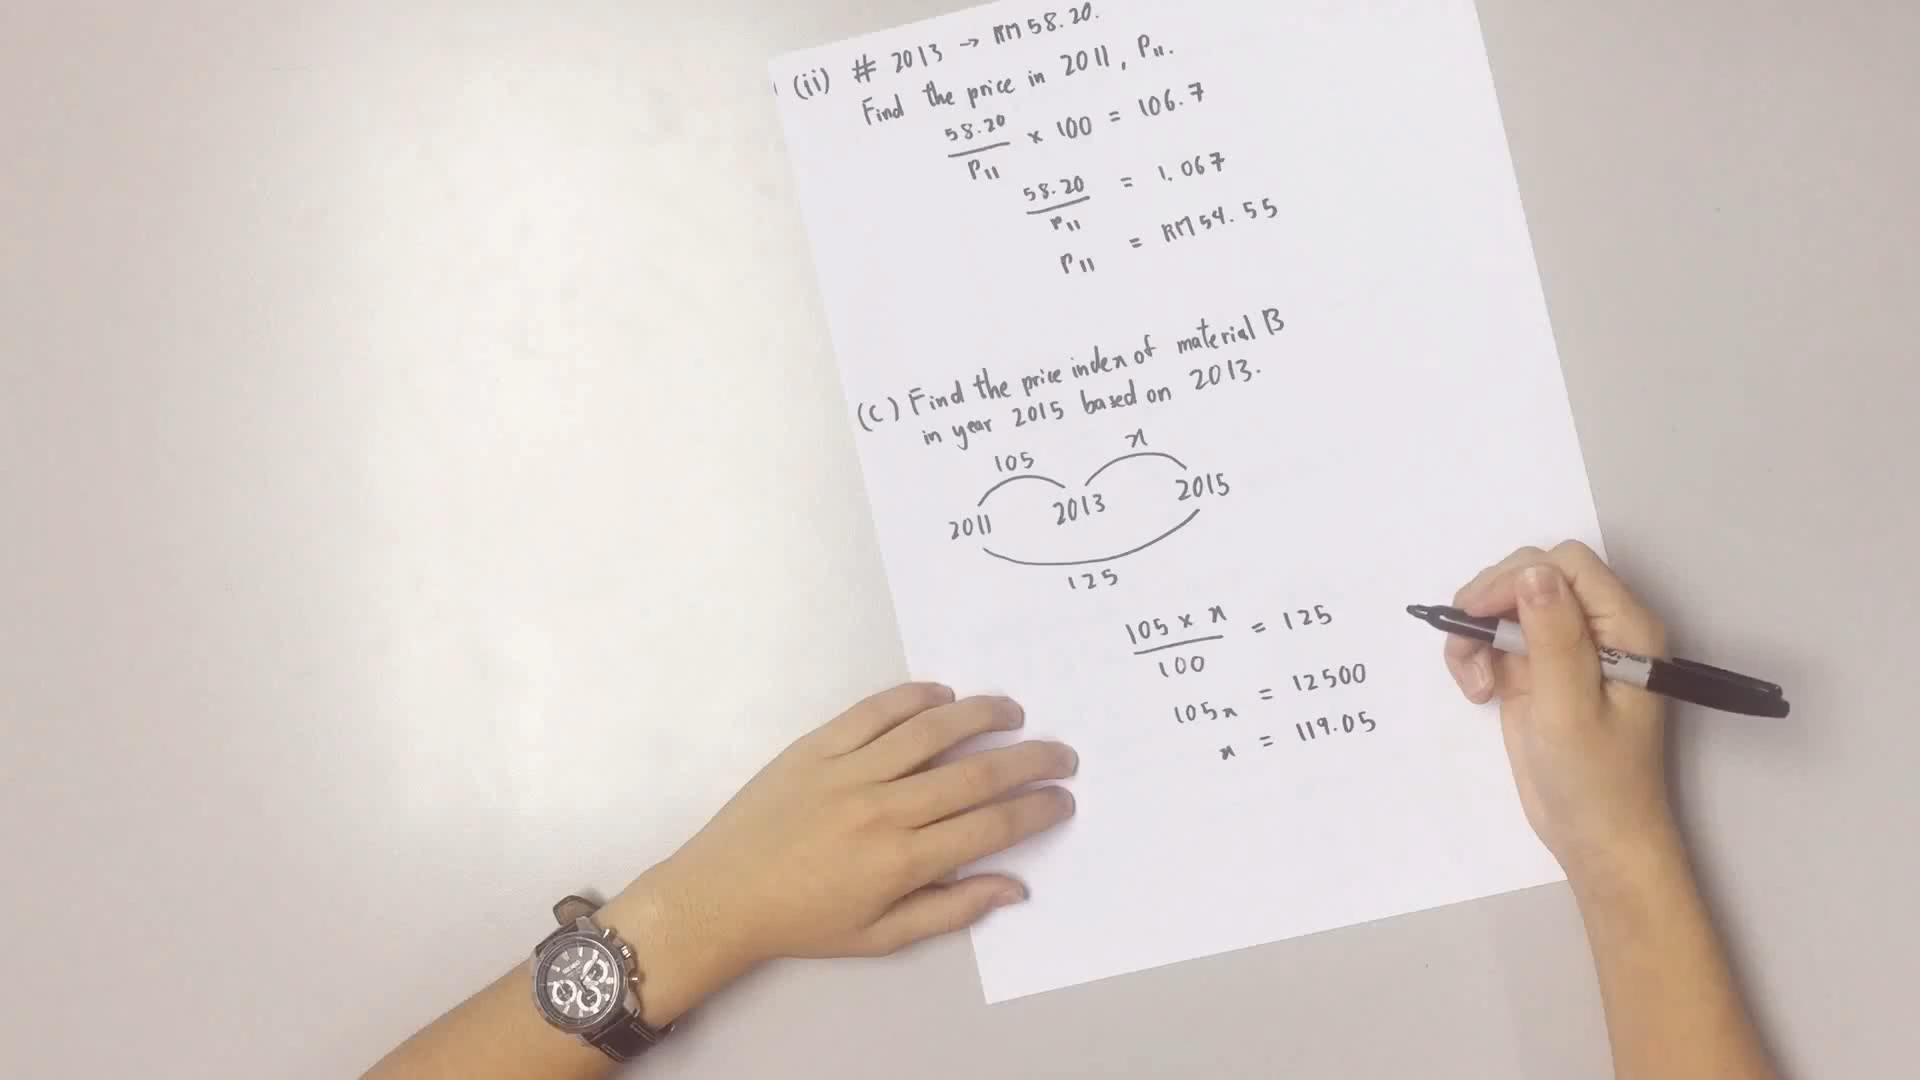 (ii) # 2013 → RM 58.20.
Find the price in 2011, P11.
58.20
P11
× 100 = 106.7
58.20
P11
= 1.067
P11 = RM 54.55
(c) Find the price index of material B
in year 2015 based on 2013.
105
x
2011 2013 2015
125
105 × x
100
= 125
105x = 12500
x = 119.05